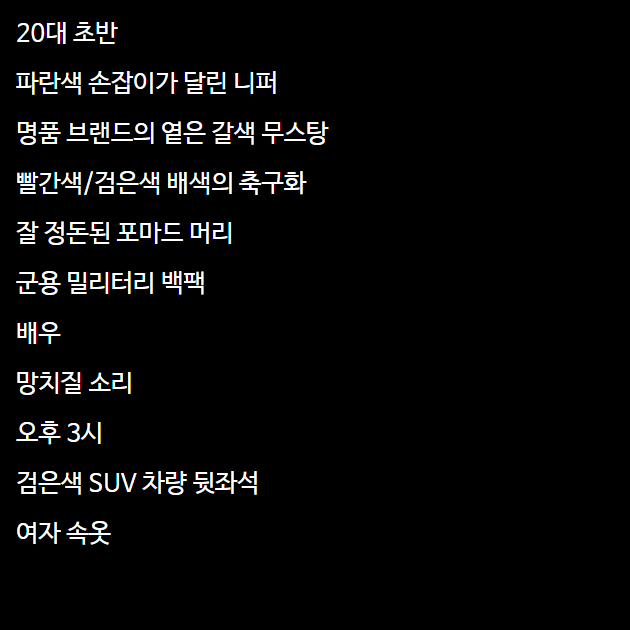 20대 초반
파란색 손잡이가 달린 니퍼
명품 브랜드의 옅은 갈색 무스탕
빨간색/검은색 배색의 축구화
잘 정돈된 포마드 머리
군용 밀리터리 백팩
배우
망치질 소리
오후 3시
검은색 SUV 차량 뒷좌석
여자 속옷